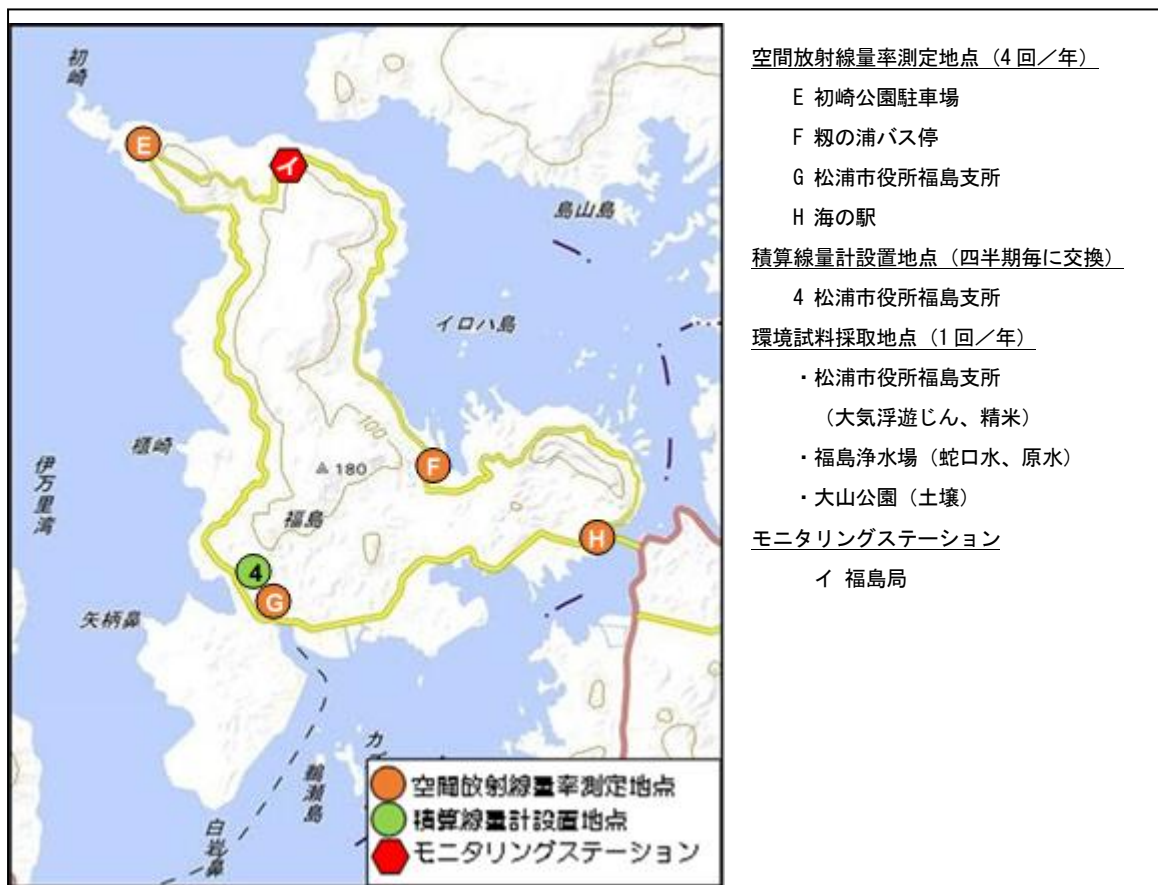 初崎
E
イ
鳥山島
イロハ島
100
F
櫃崎
180
伊万里湾
福島
H
4
G
矢柄鼻
鵜瀬島
白岩鼻
空間放射線量率測定地点
積算線量計設置地点
モニタリングステーション
空間放射線量率測定地点（4回／年）
E 初崎公園駐車場
F 籾の浦バス停
G 松浦市役所福島支所
H 海の駅
積算線量計設置地点（四半期毎に交換）
4 松浦市役所福島支所
環境試料採取地点（1回／年）
・松浦市役所福島支所
（大気浮遊じん、精米）
・福島浄水場（蛇口水、原水）
・大山公園（土壌）
モニタリングステーション
イ 福島局